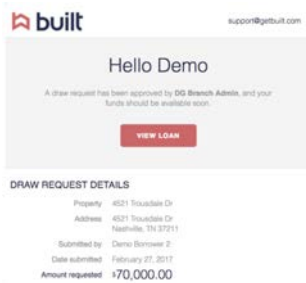 built
support@getbuilt.com
Hello Demo
A draw request has been approved by DG Branch Admin, and your
funds should be available soon.
VIEW LOAN
DRAW REQUEST DETAILS
Property 4521 Trousdale Dr
Address 4521 Trousdale Dr
Nashville, TN 37211
Submitted by Demo Borrower 2
Date submitted February 27, 2017
Amount requested $70,000.00